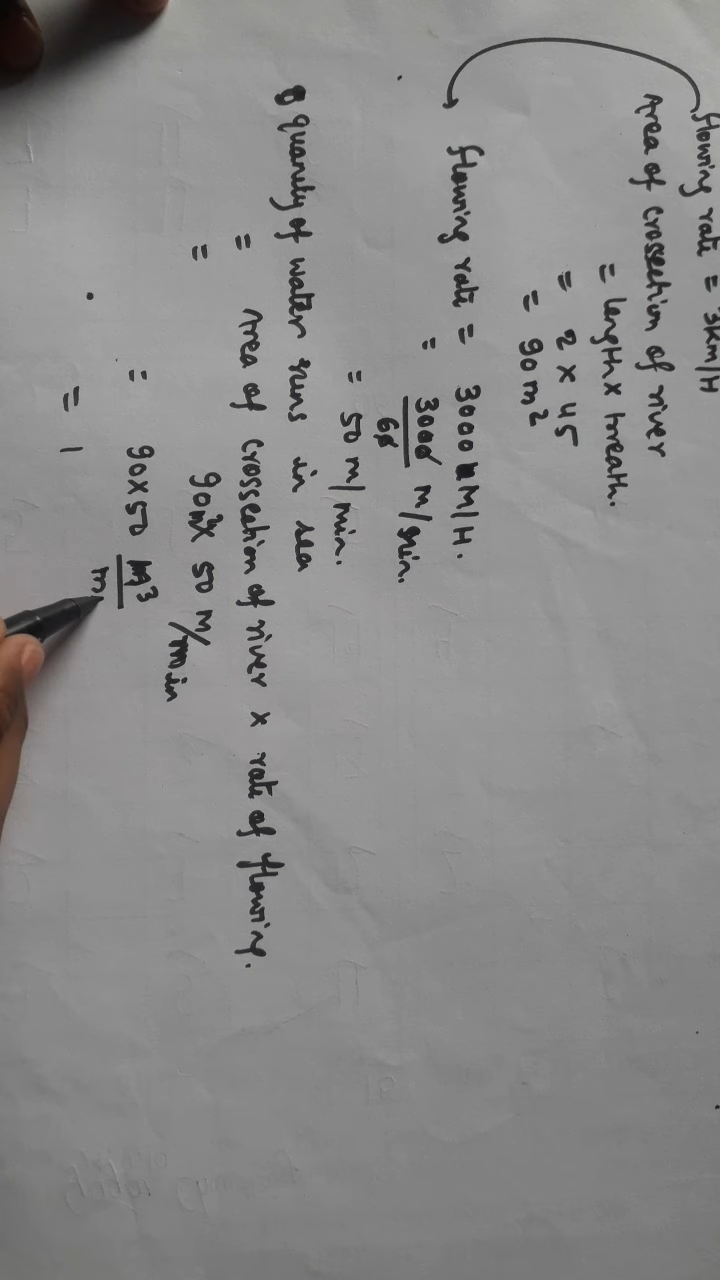 flowing rate = 3km/H
Area of crossection of river
= length x breath.
= 2 x 45
= 90 m²
flowing rate = 3000 M/H.
= 3000/60 m/min.
= 50 m/min.
quantity of water runs in sea
= Area of crossection of river x rate of flowing.
= 90m² x 50 M/min
= 90x50 m³/m
= 1